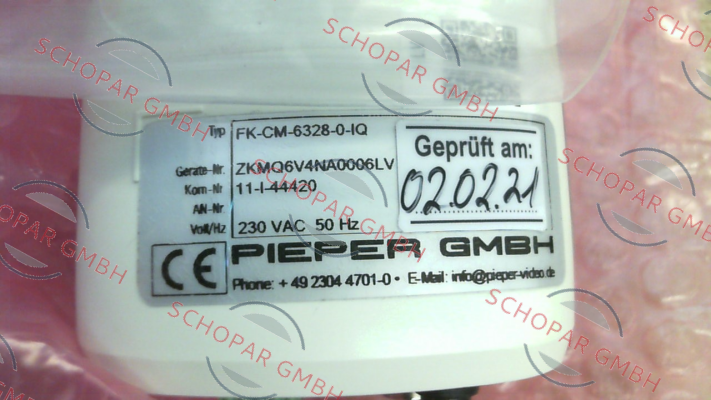 Typ FK-CM-6328-0-IQ
Geräte-Nr. ZKMQ6V4NA0006LV
Kom-Nr 11-I-44420
AN-Nr.
Volt/Hz 230 VAC 50 Hz
Geprüft am:
02.02.21
CE
PIEPER GMBH
Phone: + 49 2304 4701-0 • E-Mail: info@pieper-video.de
SCHOPAR GMBH
SCHOPAR GMBH
SCHOPAR GMBH
SCHOPAR GMBH
SCHOPAR GMBH
SCHOPAR GMBH
SCHOPAR GMBH